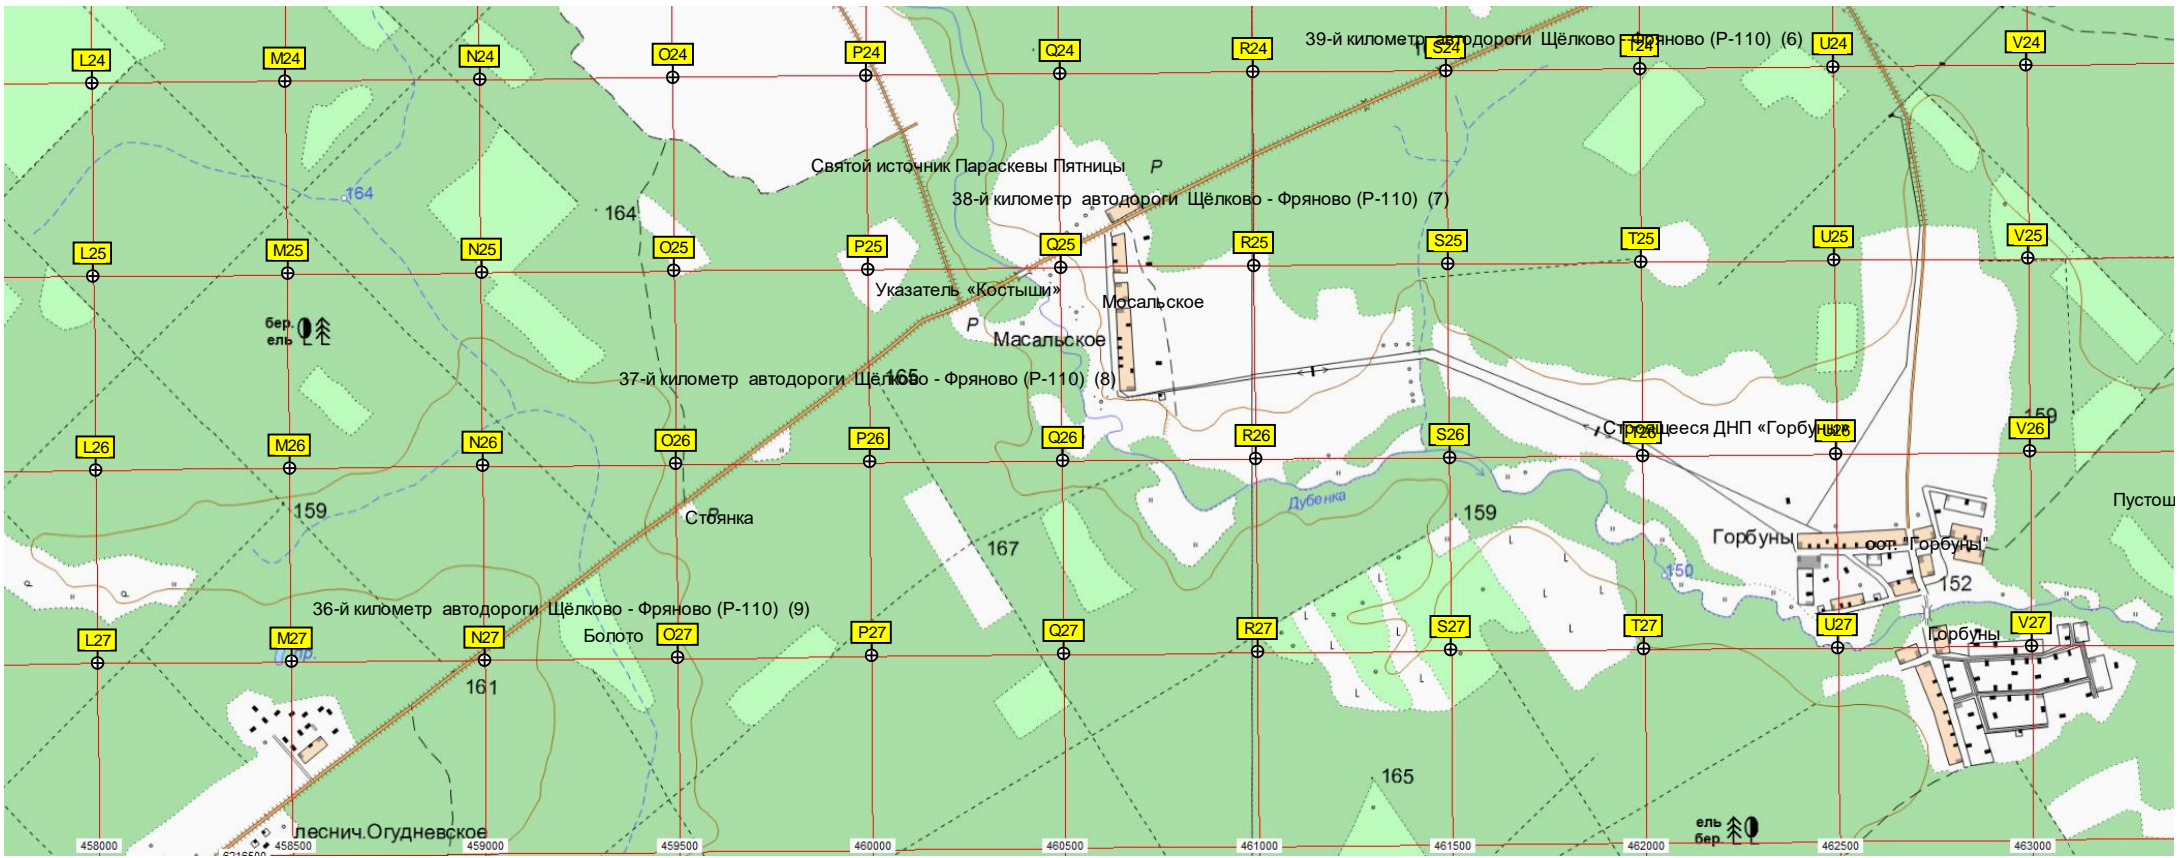 39-й километр автодороги Щёлково - Фряново (Р-110) (6)
L24
M24
N24
O24
P24
Q24
R24
S24
T24
U24
V24
Святой источник Параскевы Пятницы
P
164
38-й километр автодороги Щёлково - Фряново (Р-110) (7)
164
L25
M25
N25
O25
P25
Q25
R25
S25
T25
U25
V25
Указатель «Костыши»
Мосальское
P
бер.
ель
Масальское
37-й километр автодороги Щёлково - Фряново (Р-110) (8)
165
159
Строящееся ДНП «Горбуны»
L26
M26
N26
O26
P26
Q26
R26
S26
T26
U26
V26
Дубенка
Пустош
159
Р
Стоянка
159
Горбуны
оот. "Горбуны"
167
150
152
36-й километр автодороги Щёлково - Фряново (Р-110) (9)
Болото
Горбуны
L27
M27
N27
O27
P27
Q27
R27
S27
T27
U27
V27
пр.
161
165
ель
бер.
леснич.Огудневское
458000
458500
459000
459500
460000
460500
461000
461500
462000
462500
463000